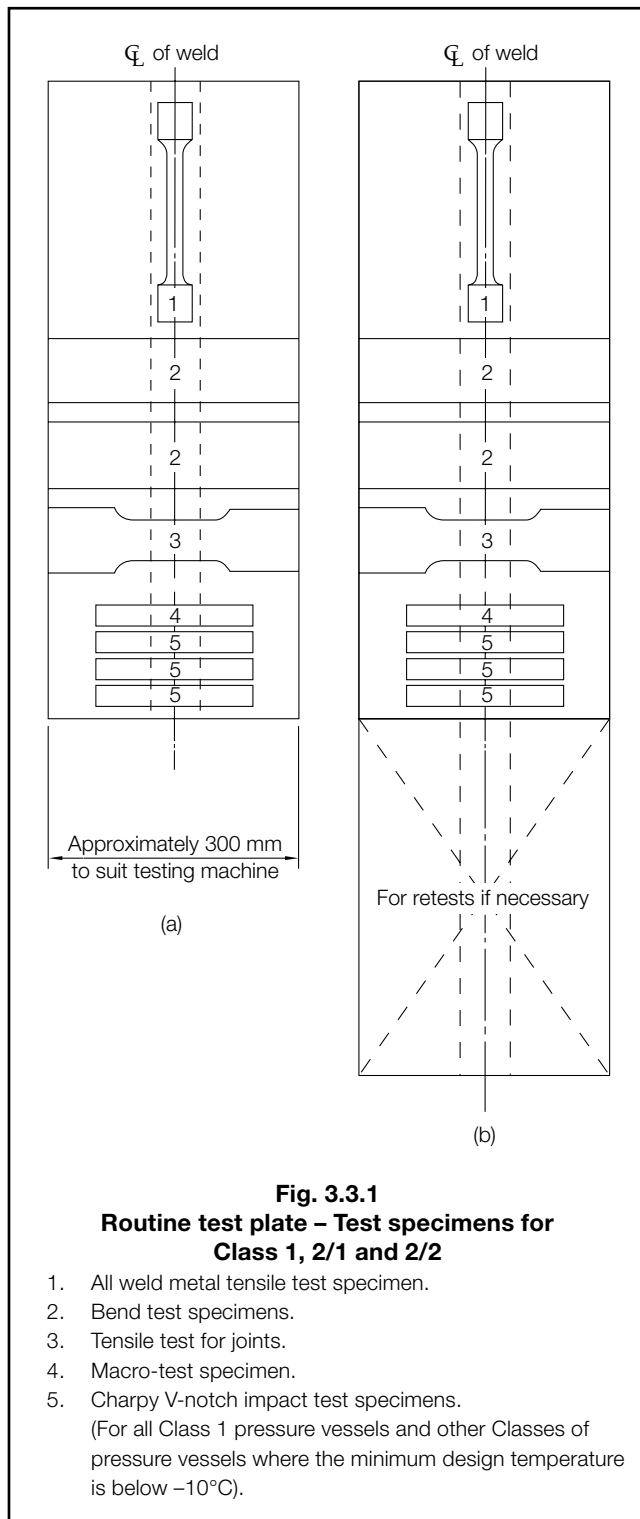 ℄ of weld
℄ of weld
1
1
2
2
2
2
3
3
4
4
5
5
5
5
5
5
Approximately 300 mm
to suit testing machine
For retests if necessary
(a)
(b)
Fig. 3.3.1
Routine test plate – Test specimens for
Class 1, 2/1 and 2/2
1. All weld metal tensile test specimen.
2. Bend test specimens.
3. Tensile test for joints.
4. Macro-test specimen.
5. Charpy V-notch impact test specimens.
(For all Class 1 pressure vessels and other Classes of
pressure vessels where the minimum design temperature
is below –10°C).